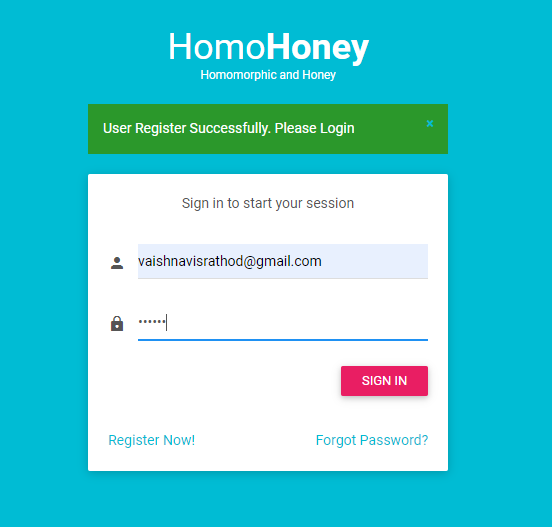 HomoHoney
Homomorphic and Honey
User Register Successfully. Please Login ×
Sign in to start your session
vaishnavisrathod@gmail.com
••••••
SIGN IN
Register Now! Forgot Password?